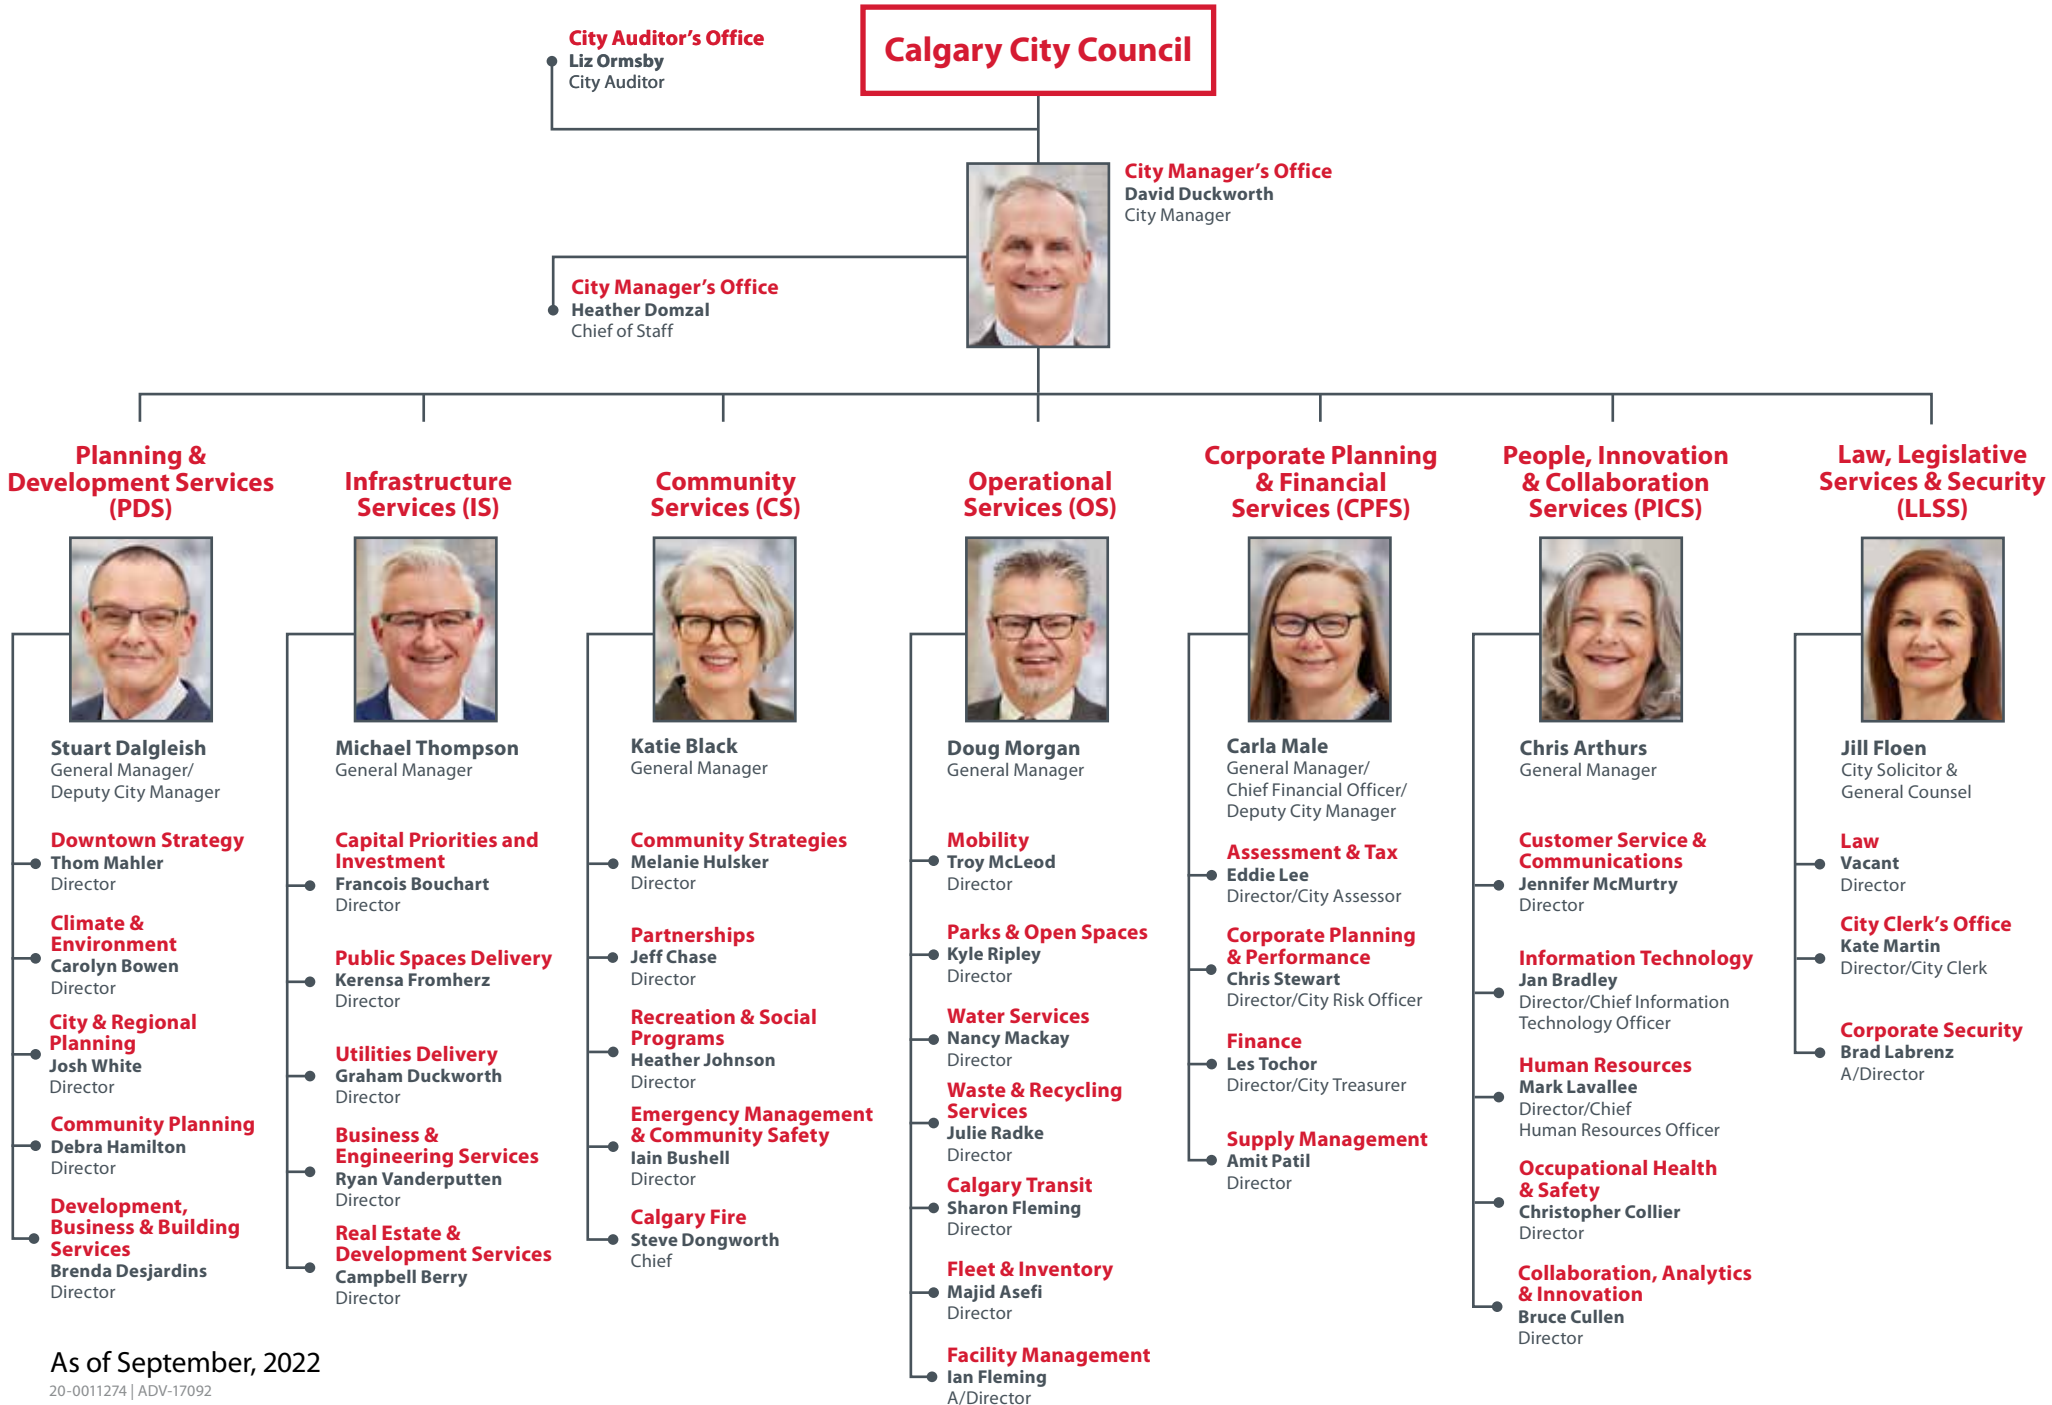 City Auditor's Office
Liz Ormsby
City Auditor
Calgary City Council
City Manager's Office
David Duckworth
City Manager
City Manager's Office
Heather Domzal
Chief of Staff
Planning &
Development Services
(PDS)
Stuart Dalgleish
General Manager/
Deputy City Manager
Downtown Strategy
Thom Mahler
Director
Climate &
Environment
Carolyn Bowen
Director
City & Regional
Planning
Josh White
Director
Community Planning
Debra Hamilton
Director
Development,
Business & Building
Services
Brenda Desjardins
Director
Infrastructure
Services (IS)
Michael Thompson
General Manager
Capital Priorities and
Investment
Francois Bouchart
Director
Public Spaces Delivery
Kerensa Fromherz
Director
Utilities Delivery
Graham Duckworth
Director
Business &
Engineering Services
Ryan Vanderputten
Director
Real Estate &
Development Services
Campbell Berry
Director
Community
Services (CS)
Katie Black
General Manager
Community Strategies
Melanie Hulsker
Director
Partnerships
Jeff Chase
Director
Recreation & Social
Programs
Heather Johnson
Director
Emergency Management
& Community Safety
Iain Bushell
Director
Calgary Fire
Steve Dongworth
Chief
Operational
Services (OS)
Doug Morgan
General Manager
Mobility
Troy McLeod
Director
Parks & Open Spaces
Kyle Ripley
Director
Water Services
Nancy Mackay
Director
Waste & Recycling
Services
Julie Radke
Director
Calgary Transit
Sharon Fleming
Director
Fleet & Inventory
Majid Asefi
Director
Facility Management
Ian Fleming
A/Director
Corporate Planning
& Financial
Services (CPFS)
Carla Male
General Manager/
Chief Financial Officer/
Deputy City Manager
Assessment & Tax
Eddie Lee
Director/City Assessor
Corporate Planning
& Performance
Chris Stewart
Director/City Risk Officer
Finance
Les Tochor
Director/City Treasurer
Supply Management
Amit Patil
Director
People, Innovation
& Collaboration
Services (PICS)
Chris Arthurs
General Manager
Customer Service &
Communications
Jennifer McMurtry
Director
Information Technology
Jan Bradley
Director/Chief Information
Technology Officer
Human Resources
Mark Lavallee
Director/Chief
Human Resources Officer
Occupational Health
& Safety
Christopher Collier
Director
Collaboration, Analytics
& Innovation
Bruce Cullen
Director
Law, Legislative
Services & Security
(LLSS)
Jill Floen
City Solicitor &
General Counsel
Law
Vacant
Director
City Clerk's Office
Kate Martin
Director/City Clerk
Corporate Security
Brad Labrenz
A/Director
As of September, 2022
20-0011274 | ADV-17092